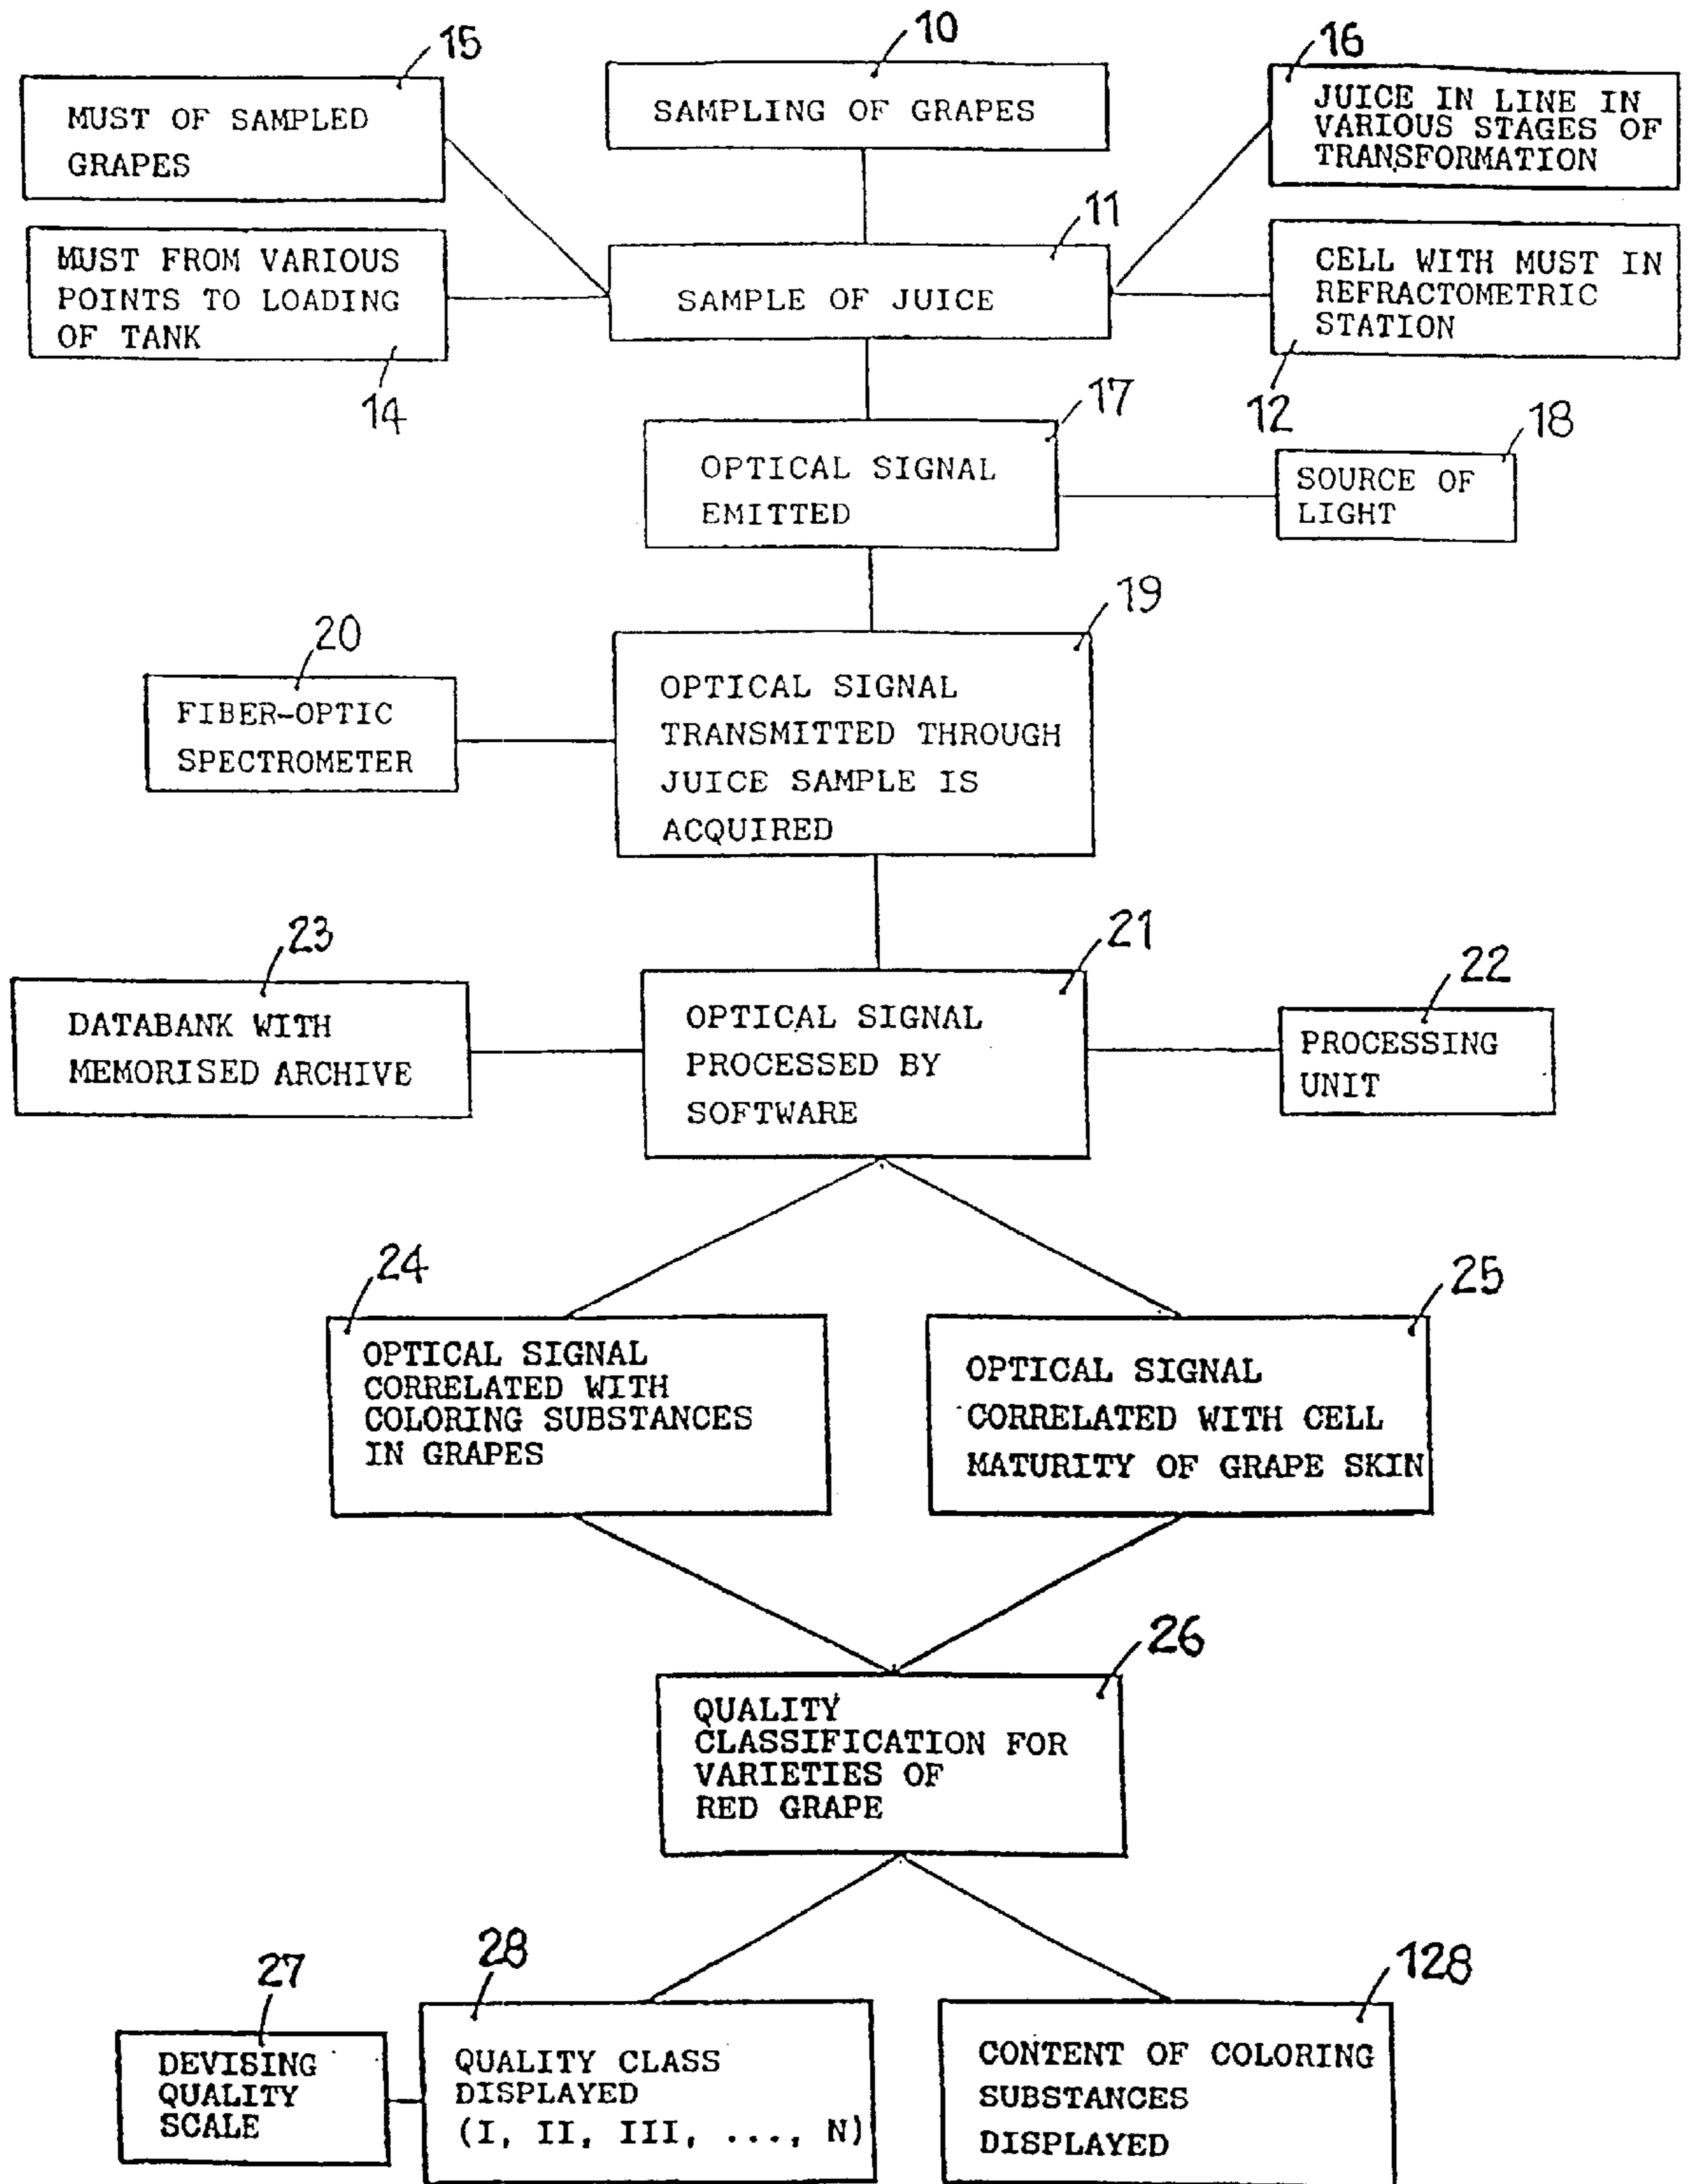 15
10
16
MUST OF SAMPLED
GRAPES
SAMPLING OF GRAPES
JUICE IN LINE IN
VARIOUS STAGES OF
TRANSFORMATION
11
MUST FROM VARIOUS
POINTS TO LOADING
OF TANK
SAMPLE OF JUICE
CELL WITH MUST IN
REFRACTOMETRIC
STATION
14
17
12
18
OPTICAL SIGNAL
EMITTED
SOURCE OF
LIGHT
19
20
FIBER-OPTIC
SPECTROMETER
OPTICAL SIGNAL
TRANSMITTED THROUGH
JUICE SAMPLE IS
ACQUIRED
23
21
22
DATABANK WITH
MEMORISED ARCHIVE
OPTICAL SIGNAL
PROCESSED BY
SOFTWARE
PROCESSING
UNIT
24
25
OPTICAL SIGNAL
CORRELATED WITH
COLORING SUBSTANCES
IN GRAPES
OPTICAL SIGNAL
CORRELATED WITH CELL
MATURITY OF GRAPE SKIN
26
QUALITY
CLASSIFICATION FOR
VARIETIES OF
RED GRAPE
27
28
128
DEVISING
QUALITY
SCALE
QUALITY CLASS
DISPLAYED
(I, II, III, ..., N)
CONTENT OF COLORING
SUBSTANCES
DISPLAYED